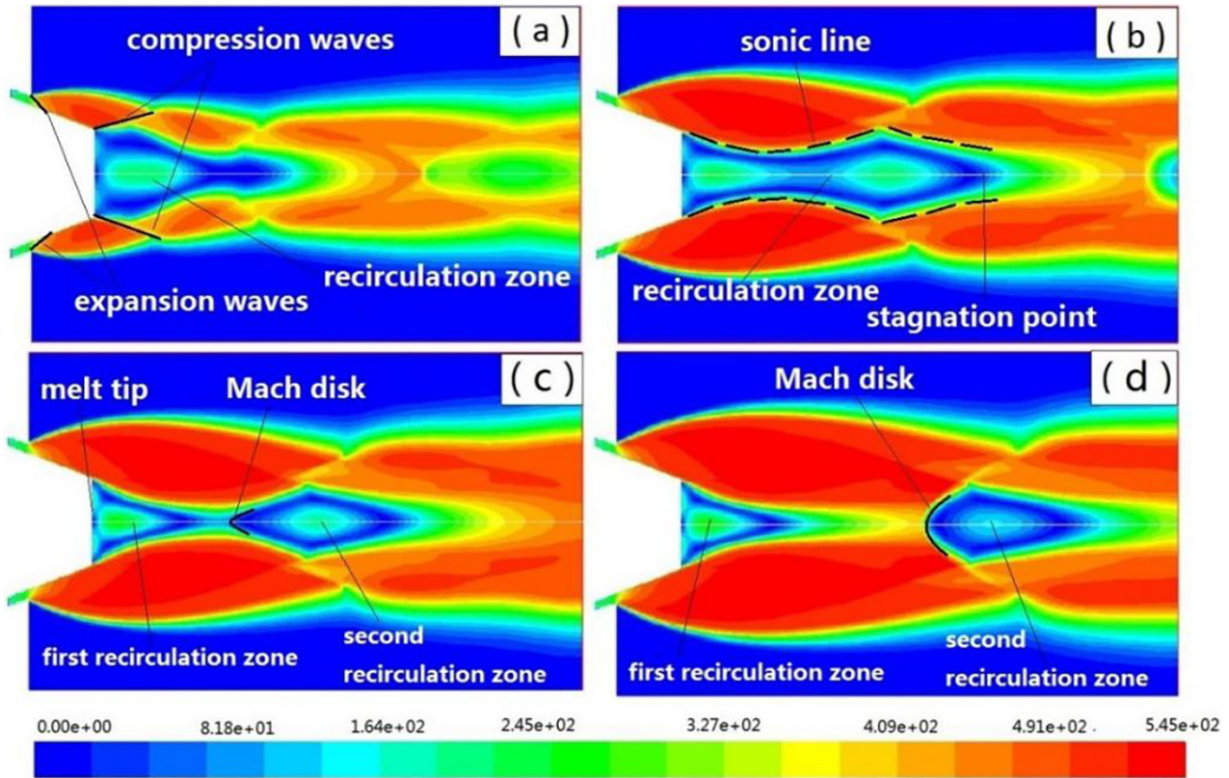 compression waves
( a )
recirculation zone
expansion waves
sonic line
( b )
recirculation zone
stagnation point
melt tip
Mach disk
( c )
first recirculation zone
second
recirculation zone
Mach disk
( d )
first recirculation zone
second
recirculation zone
0.00e+00 8.18e+01 1.64e+02 2.45e+02 3.27e+02 4.09e+02 4.91e+02 5.45e+02